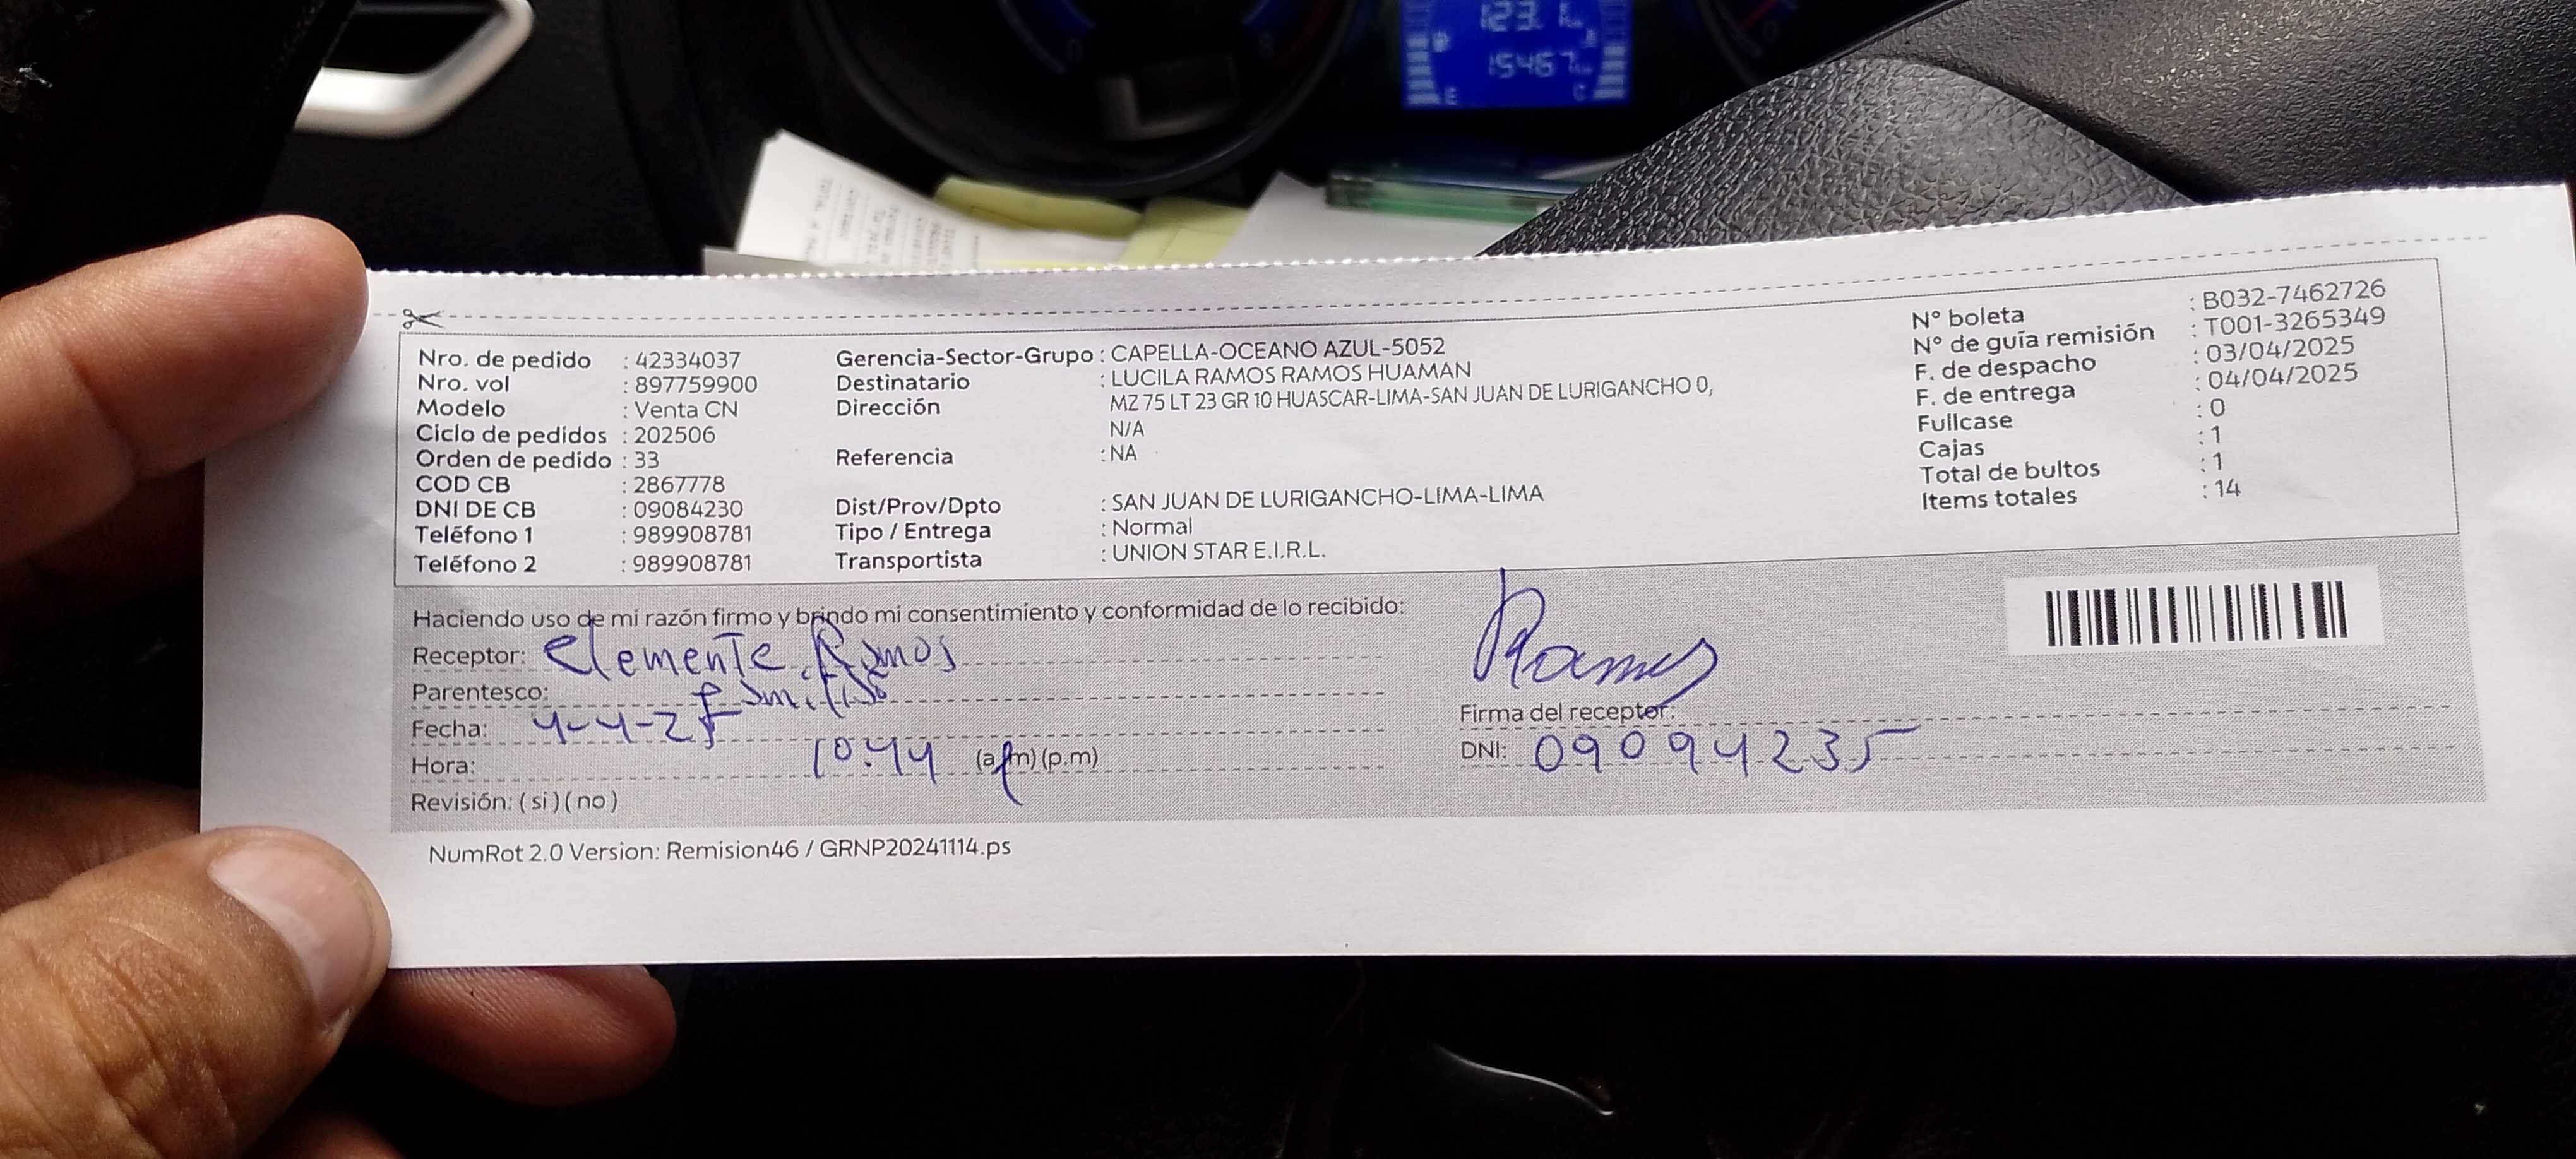 123.1 km
15467 km
E C
Nro. de pedido : 42334037
Nro. vol : 897759900
Modelo : Venta CN
Ciclo de pedidos : 202506
Orden de pedido : 33
COD CB : 2867778
DNI DE CB : 09084230
Teléfono 1 : 989908781
Teléfono 2 : 989908781
Gerencia-Sector-Grupo : CAPELLA-OCEANO AZUL-5052
Destinatario : LUCILA RAMOS RAMOS HUAMAN
Dirección MZ 75 LT 23 GR 10 HUASCAR-LIMA-SAN JUAN DE LURIGANCHO 0,
N/A
Referencia : NA
Dist/Prov/Dpto : SAN JUAN DE LURIGANCHO-LIMA-LIMA
Tipo / Entrega : Normal
Transportista : UNION STAR E.I.R.L.
N° boleta : B032-7462726
N° de guía remisión : T001-3265349
F. de despacho : 03/04/2025
F. de entrega : 04/04/2025
Fullcase : 0
Cajas : 1
Total de bultos : 1
Items totales : 14
Haciendo uso de mi razón firmo y brindo mi consentimiento y conformidad de lo recibido:
Receptor: Clemente Ramos
Parentesco: familia
Fecha: 4-4-25
Hora: 10:44 (a.m) (p.m)
Revisión: ( si ) ( no )
Ramos
Firma del receptor:
DNI: 09094235
NumRot 2.0 Version: Remision46 / GRNP20241114.ps